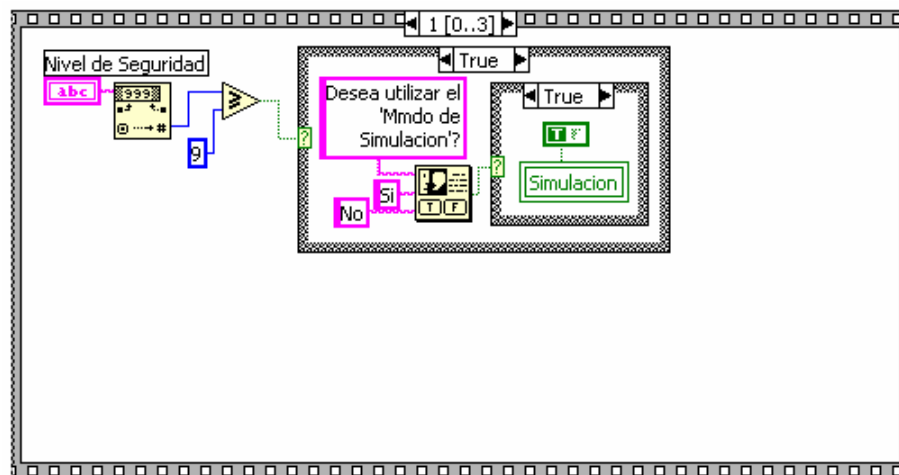 1 [0..3]
Nivel de Seguridad
abc
999
9
True
Desea utilizar el
'Mmdo de
Simulacion'?
Si
No
T F
True
T
Simulacion